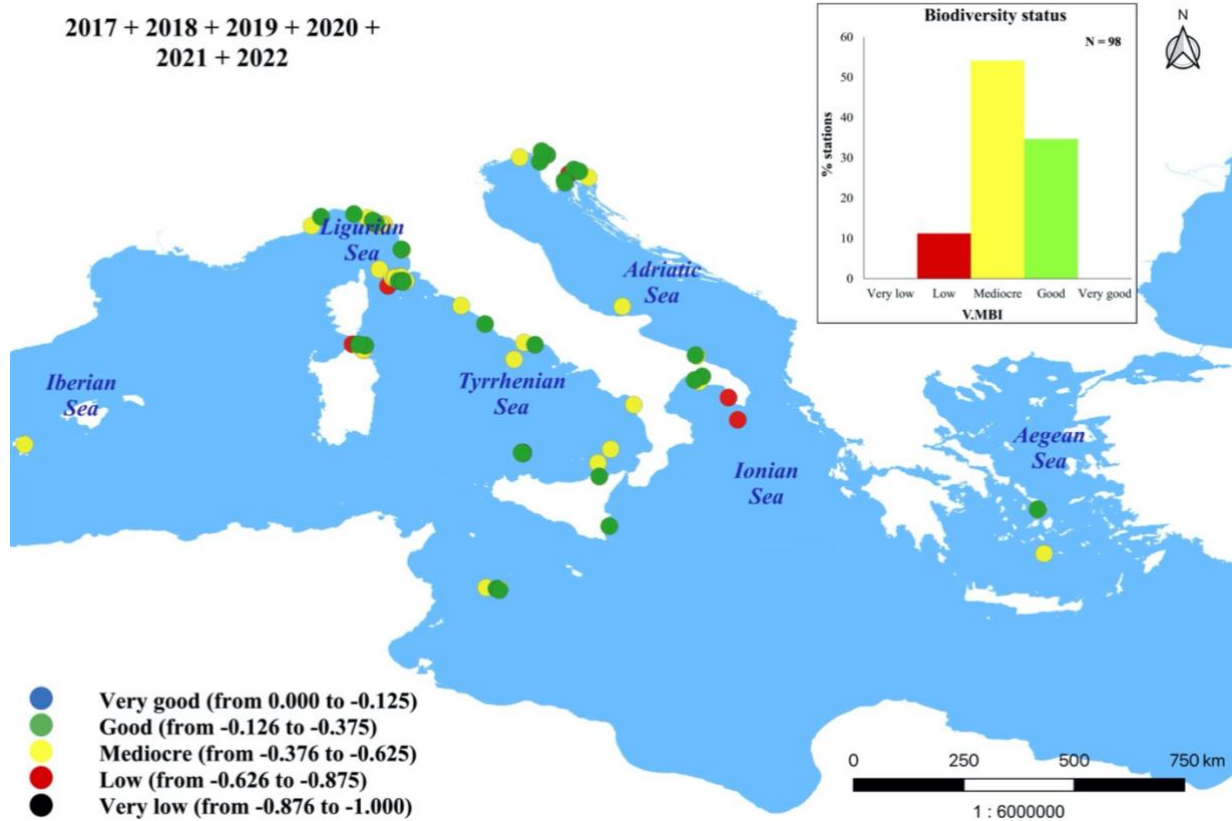 2017 + 2018 + 2019 + 2020 +
2021 + 2022
Biodiversity status
N = 98
60
50
40
30
20
10
0
% stations
Very low Low Mediocre Good Very good
V.MBI
N
Ligurian
Sea
Adriatic
Sea
Iberian
Sea
Tyrrhenian
Sea
Ionian
Sea
Aegean
Sea
Very good (from 0.000 to -0.125)
Good (from -0.126 to -0.375)
Mediocre (from -0.376 to -0.625)
Low (from -0.626 to -0.875)
Very low (from -0.876 to -1.000)
0 250 500 750 km
1 : 6000000